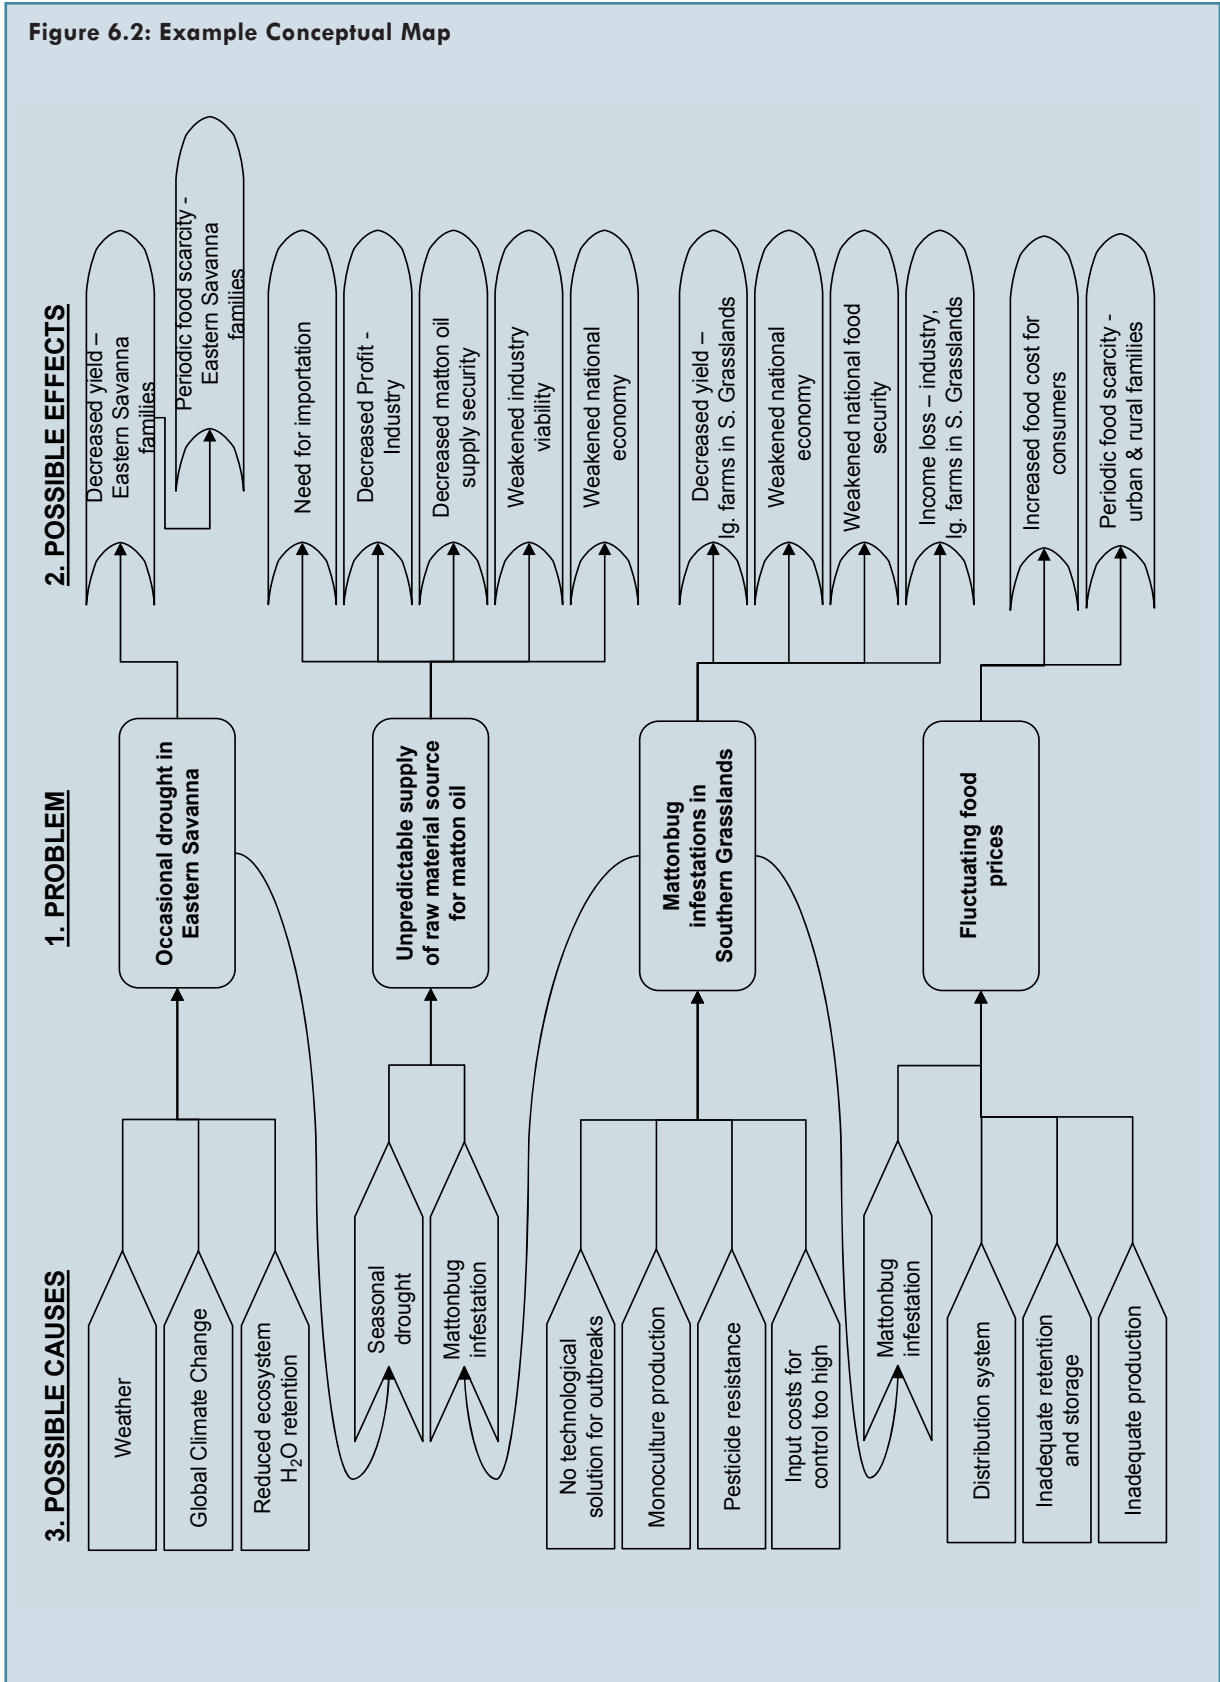 Figure 6.2: Example Conceptual Map
3. POSSIBLE CAUSES
1. PROBLEM
2. POSSIBLE EFFECTS
Weather
Global Climate Change
Reduced ecosystem
H₂O retention
Occasional drought in
Eastern Savanna
Decreased yield –
Eastern Savanna
families
Periodic food scarcity -
Eastern Savanna
families
Seasonal
drought
Mattonbug
infestation
Unpredictable supply
of raw material source
for matton oil
Need for importation
Decreased Profit -
Industry
Decreased matton oil
supply security
Weakened industry
viability
Weakened national
economy
No technological
solution for outbreaks
Monoculture production
Pesticide resistance
Input costs for
control too high
Mattonbug
infestations in
Southern Grasslands
Decreased yield –
lg. farms in S. Grasslands
Weakened national
economy
Weakened national food
security
Income loss – industry,
lg. farms in S. Grasslands
Mattonbug
infestation
Distribution system
Inadequate retention
and storage
Inadequate production
Fluctuating food
prices
Increased food cost for
consumers
Periodic food scarcity -
urban & rural families